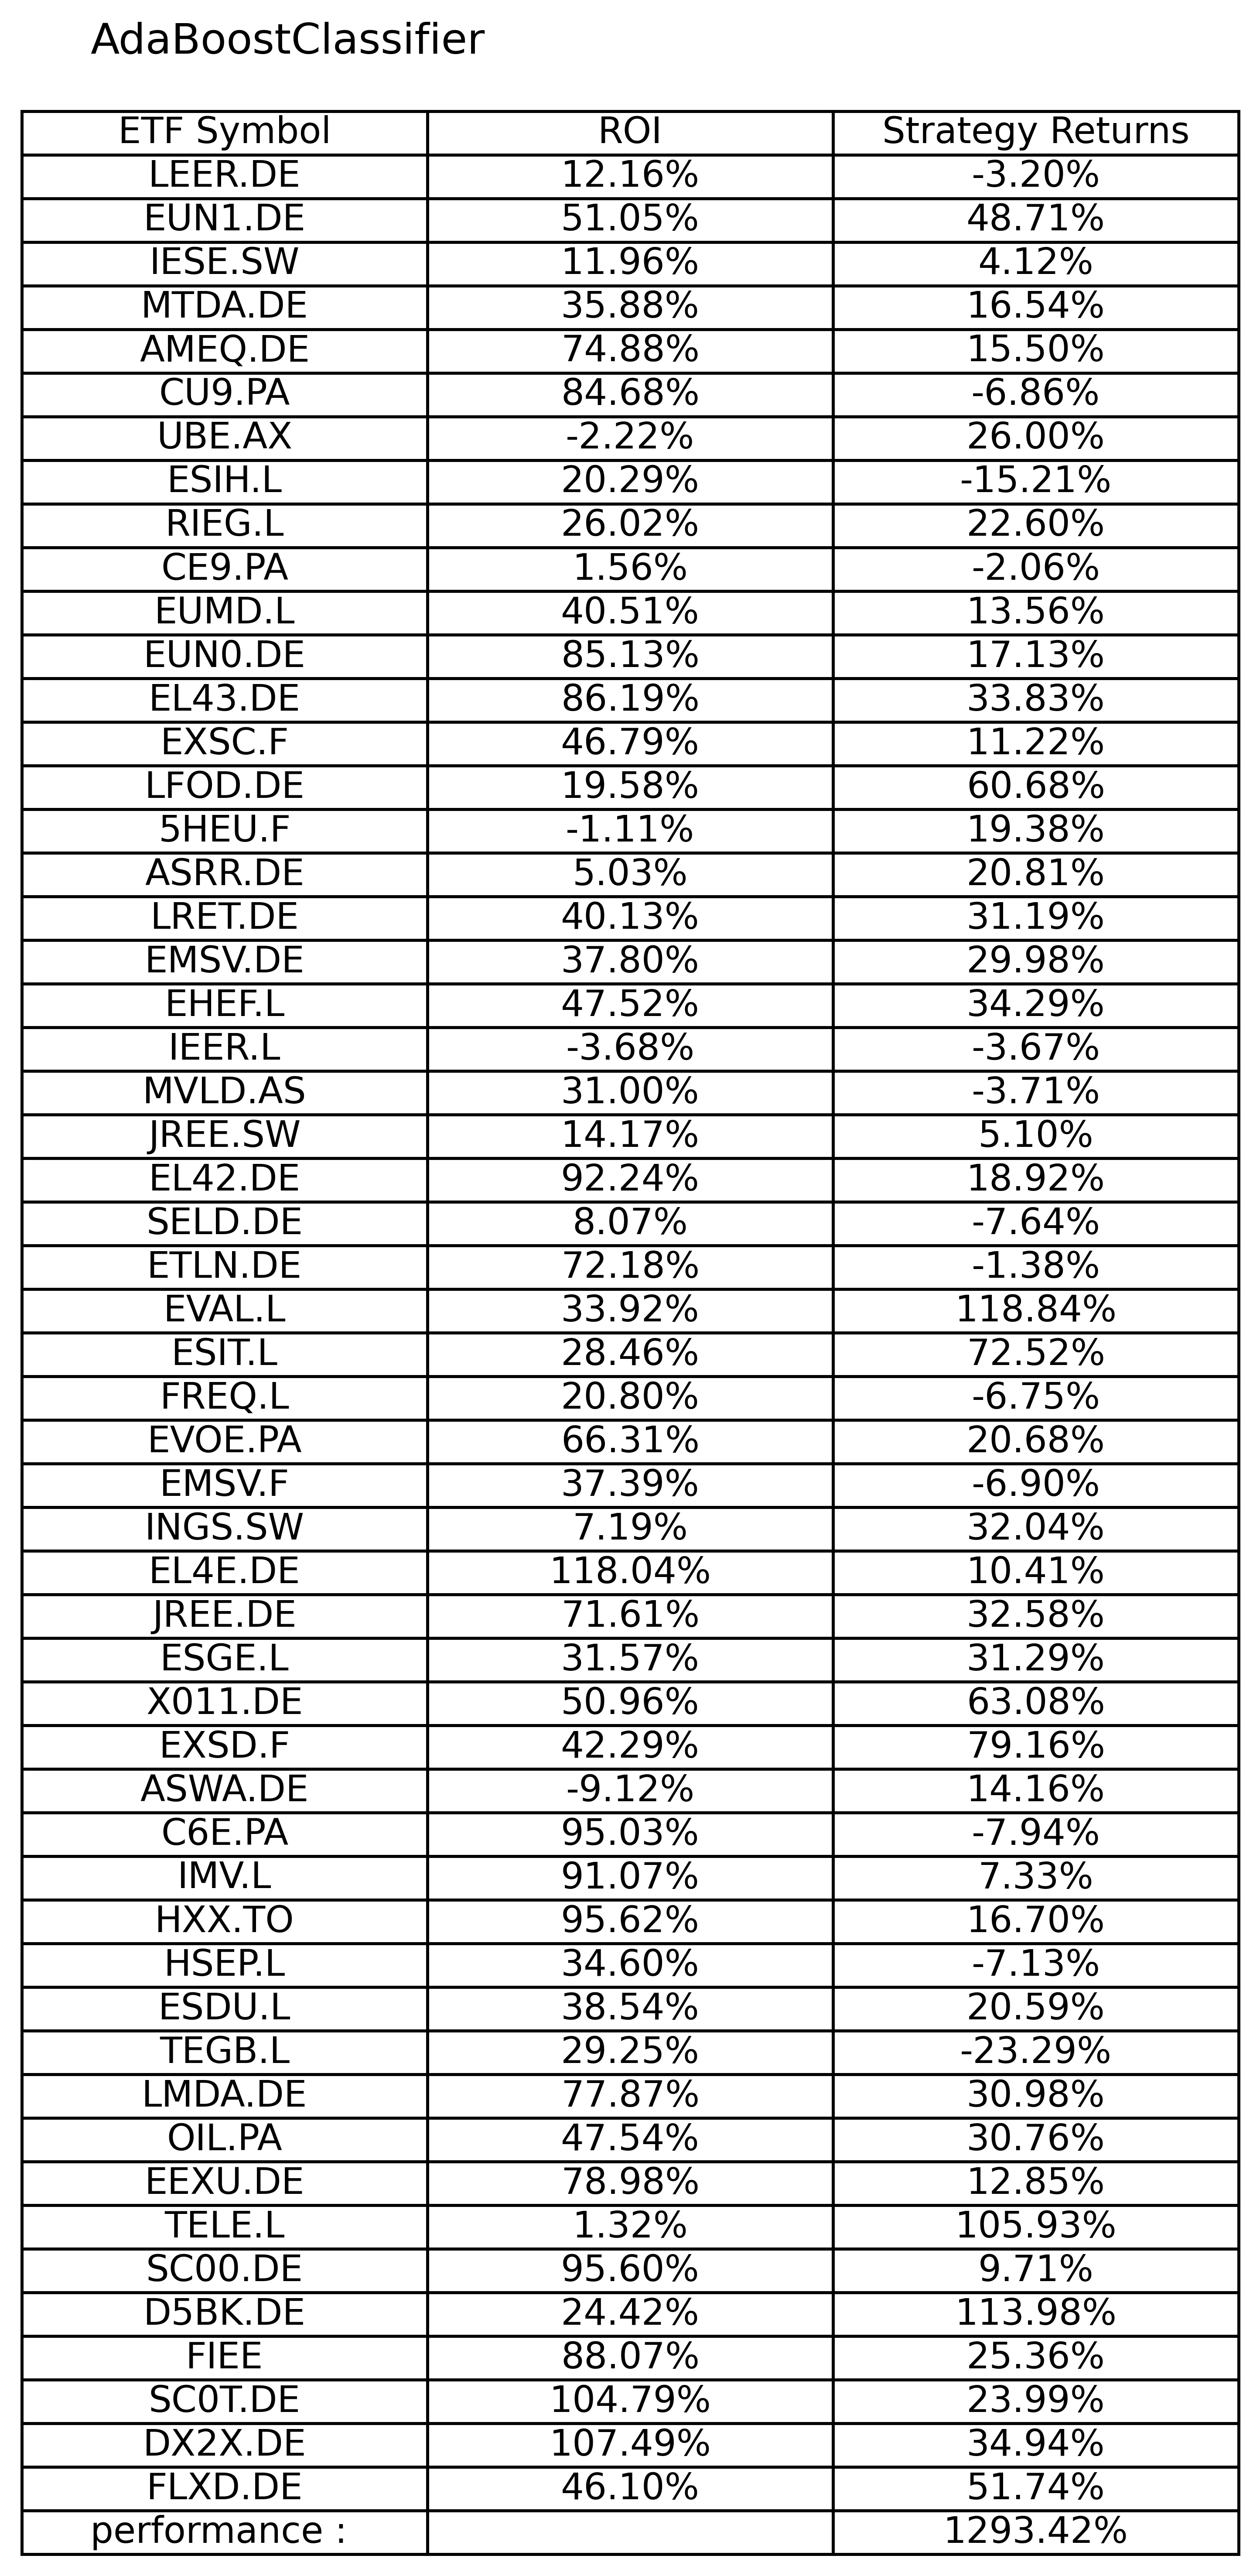 AdaBoostClassifier
ETF Symbol ROI Strategy Returns
LEER.DE 12.16% -3.20%
EUN1.DE 51.05% 48.71%
IESE.SW 11.96% 4.12%
MTDA.DE 35.88% 16.54%
AMEQ.DE 74.88% 15.50%
CU9.PA 84.68% -6.86%
UBE.AX -2.22% 26.00%
ESIH.L 20.29% -15.21%
RIEG.L 26.02% 22.60%
CE9.PA 1.56% -2.06%
EUMD.L 40.51% 13.56%
EUN0.DE 85.13% 17.13%
EL43.DE 86.19% 33.83%
EXSC.F 46.79% 11.22%
LFOD.DE 19.58% 60.68%
5HEU.F -1.11% 19.38%
ASRR.DE 5.03% 20.81%
LRET.DE 40.13% 31.19%
EMSV.DE 37.80% 29.98%
EHEF.L 47.52% 34.29%
IEER.L -3.68% -3.67%
MVLD.AS 31.00% -3.71%
JREE.SW 14.17% 5.10%
EL42.DE 92.24% 18.92%
SELD.DE 8.07% -7.64%
ETLN.DE 72.18% -1.38%
EVAL.L 33.92% 118.84%
ESIT.L 28.46% 72.52%
FREQ.L 20.80% -6.75%
EVOE.PA 66.31% 20.68%
EMSV.F 37.39% -6.90%
INGS.SW 7.19% 32.04%
EL4E.DE 118.04% 10.41%
JREE.DE 71.61% 32.58%
ESGE.L 31.57% 31.29%
X011.DE 50.96% 63.08%
EXSD.F 42.29% 79.16%
ASWA.DE -9.12% 14.16%
C6E.PA 95.03% -7.94%
IMV.L 91.07% 7.33%
HXX.TO 95.62% 16.70%
HSEP.L 34.60% -7.13%
ESDU.L 38.54% 20.59%
TEGB.L 29.25% -23.29%
LMDA.DE 77.87% 30.98%
OIL.PA 47.54% 30.76%
EEXU.DE 78.98% 12.85%
TELE.L 1.32% 105.93%
SC00.DE 95.60% 9.71%
D5BK.DE 24.42% 113.98%
FIEE 88.07% 25.36%
SC0T.DE 104.79% 23.99%
DX2X.DE 107.49% 34.94%
FLXD.DE 46.10% 51.74%
performance : 1293.42%